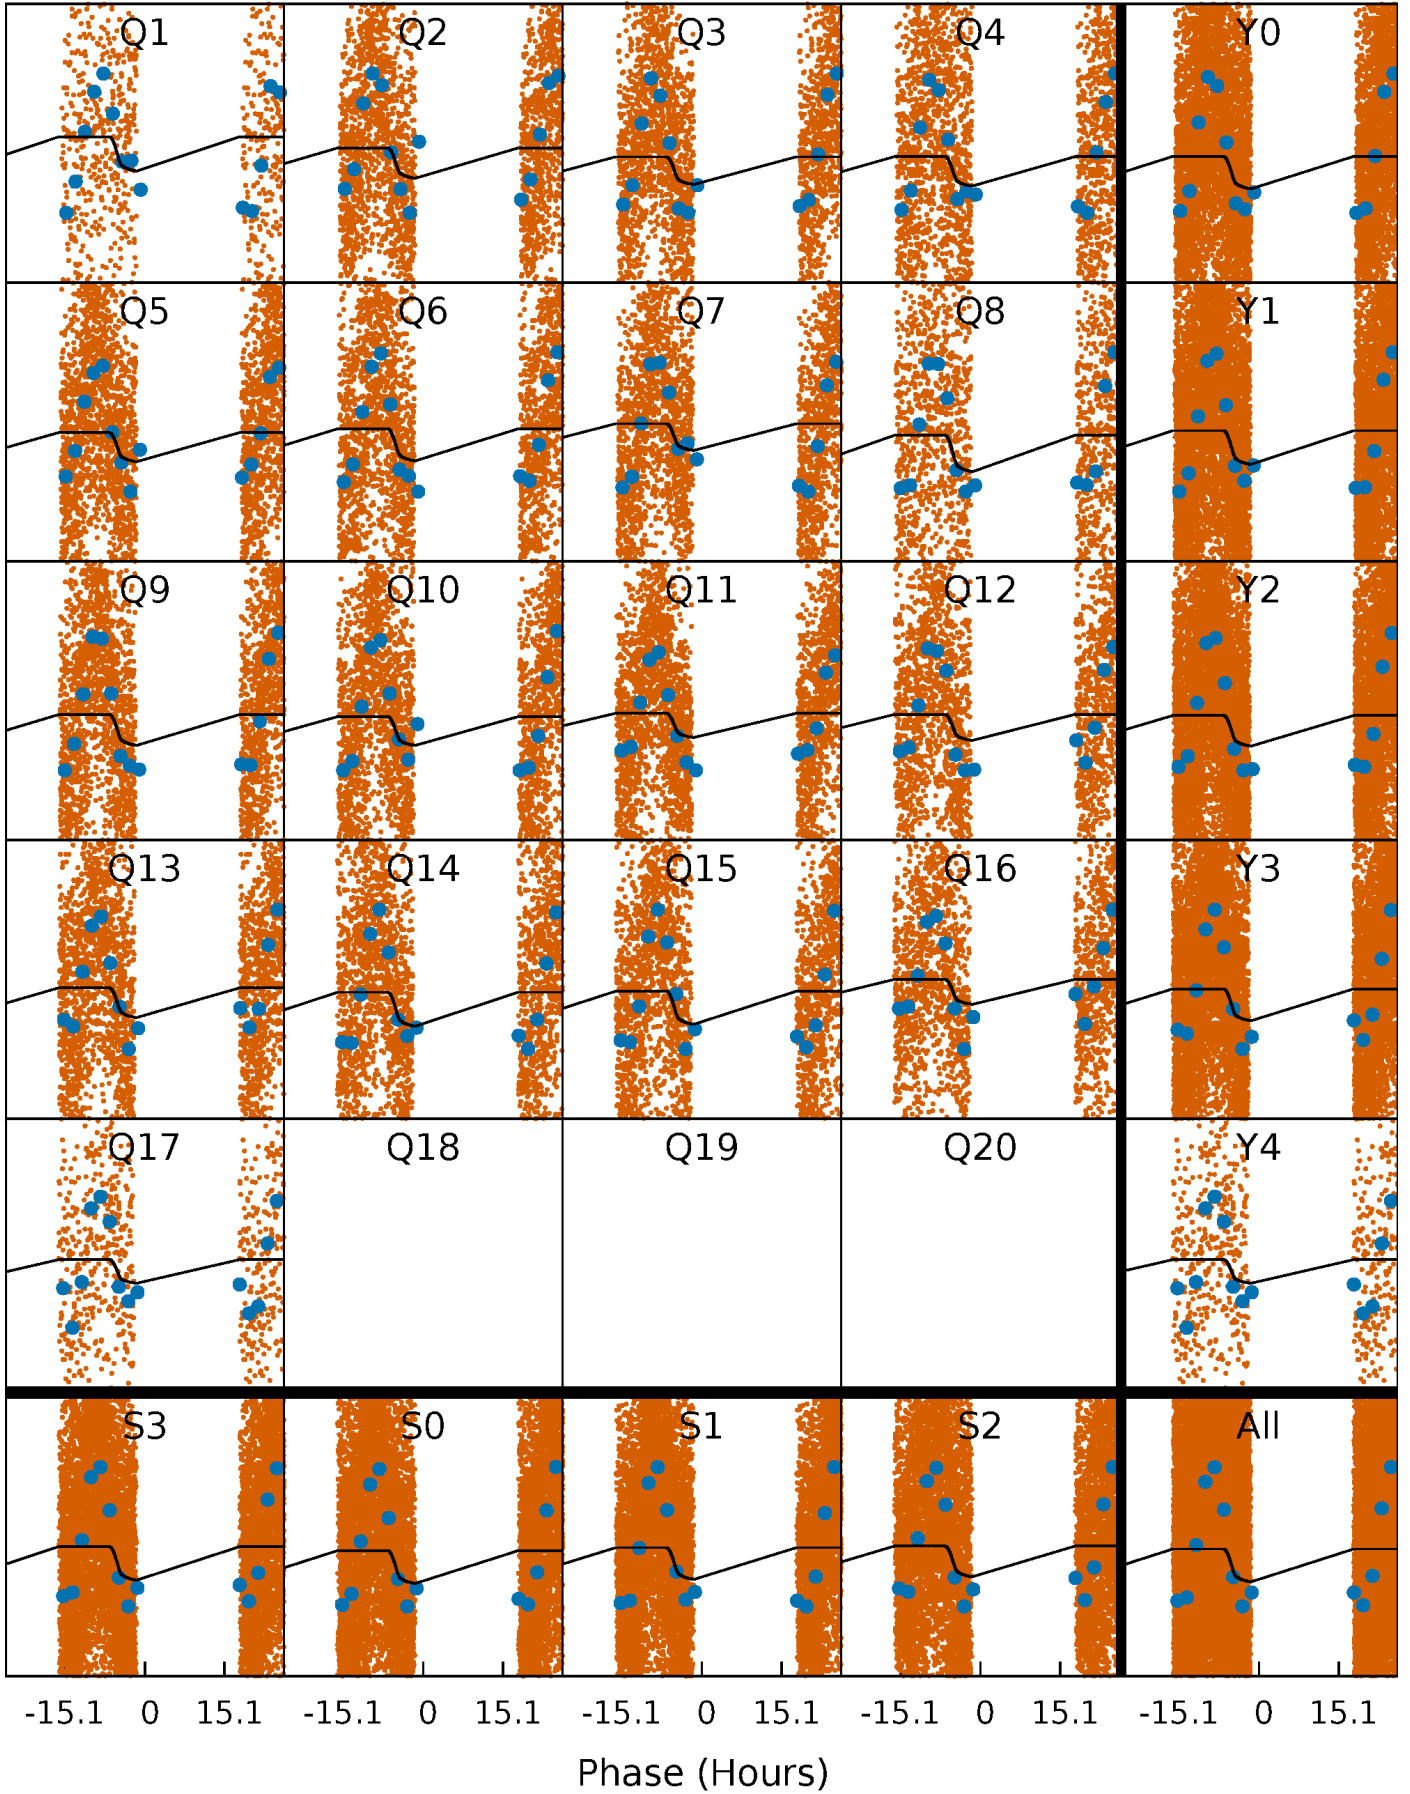 Q1 Q2 Q3 Q4 Y0
Q5 Q6 Q7 Q8 Y1
Q9 Q10 Q11 Q12 Y2
Q13 Q14 Q15 Q16 Y3
Q17 Q18 Q19 Q20 Y4
S3 S0 S1 S2 All
-15.1 0 15.1 -15.1 0 15.1 -15.1 0 15.1 -15.1 0 15.1 -15.1 0 15.1
Phase (Hours)